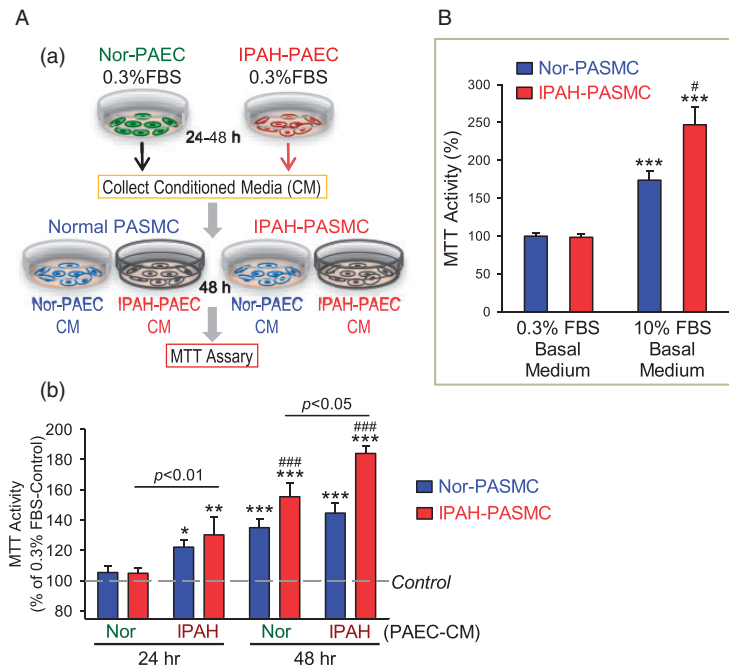 A
(a)
Nor-PAEC
0.3%FBS
IPAH-PAEC
0.3%FBS
24-48 h
Collect Conditioned Media (CM)
Normal PASMC
IPAH-PASMC
48 h
Nor-PAEC
CM
IPAH-PAEC
CM
Nor-PAEC
CM
IPAH-PAEC
CM
MTT Assary
B
Nor-PASMC
IPAH-PASMC
MTT Activity (%)
300
250
200
150
100
50
0
***
#
***
0.3% FBS
Basal
Medium
10% FBS
Basal
Medium
(b)
MTT Activity
(% of 0.3% FBS-Control)
200
180
160
140
120
100
80
p<0.01
p<0.05
*
**
***
###
***
***
###
***
Nor-PASMC
IPAH-PASMC
Control
Nor
IPAH
Nor
IPAH
(PAEC-CM)
24 hr
48 hr